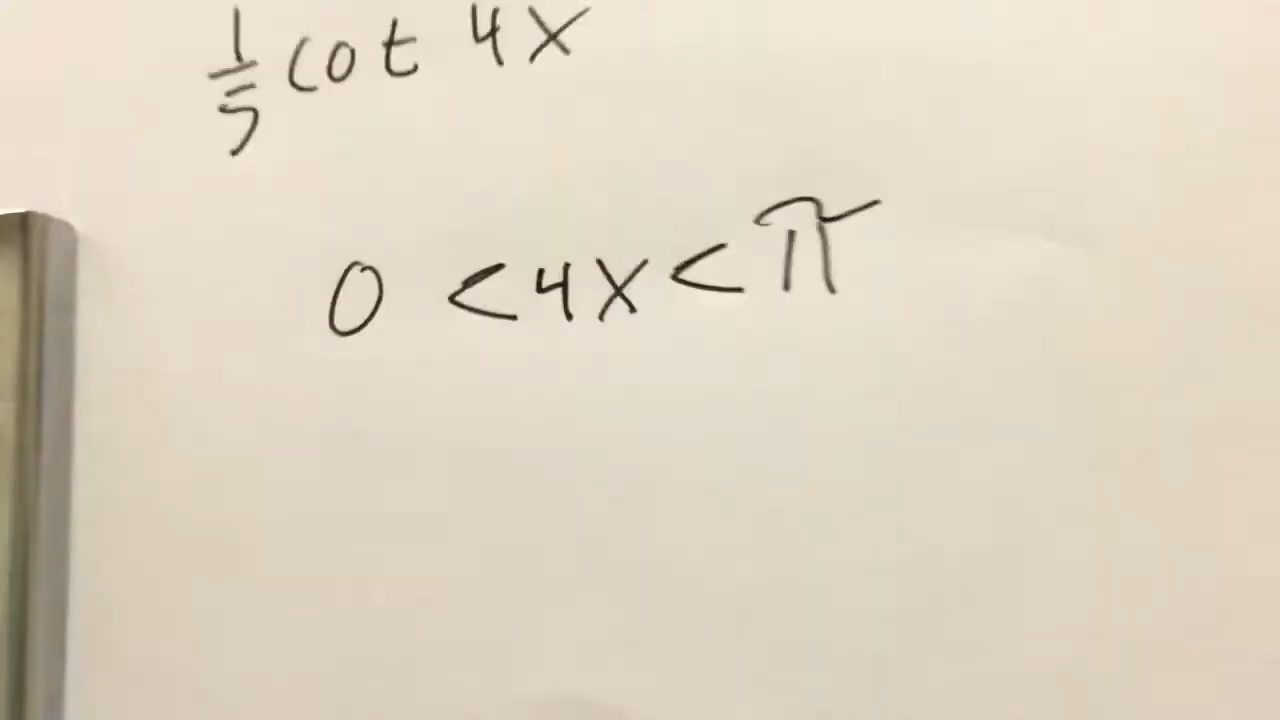 1/5 cot 4x
0 < 4x < π